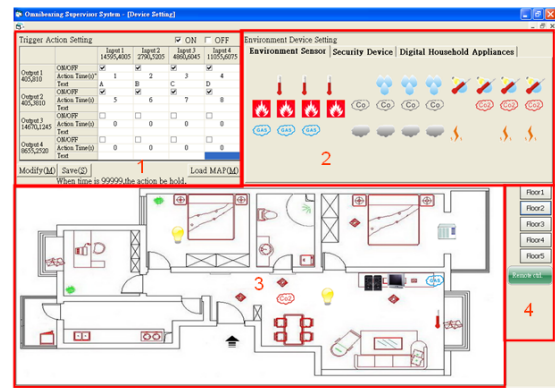 Omnibearing Supervisor System - [Device Setting]
Trigger Action Setting
ON OFF
Input 1 Input 2 Input 3 Input 4
14595,4005 2790,5205 4860,6045 11055,6075
Output 1
405,810
ON/OFF
Action Time(s) 1 2 3 4
Text A B C D
Output 2
405,3810
ON/OFF
Action Time(s) 5 6 7 8
Text
Output 3
14670,1245
ON/OFF
Action Time(s) 0 0 0 0
Text
Output 4
8655,2520
ON/OFF
Action Time(s) 0 0 0 0
Text
Modify(M) Save(S) Load MAP(M)
When time is 99999,the action be hold.
1
Environment Device Setting
Environment Sensor Security Device Digital Household Appliances
Co Co Co Co Co2 Co2 Co2
GAS GAS GAS
2
Floor1
Floor2
Floor3
Floor4
Floor5
Remote ctrl
4
3
Co2
GAS